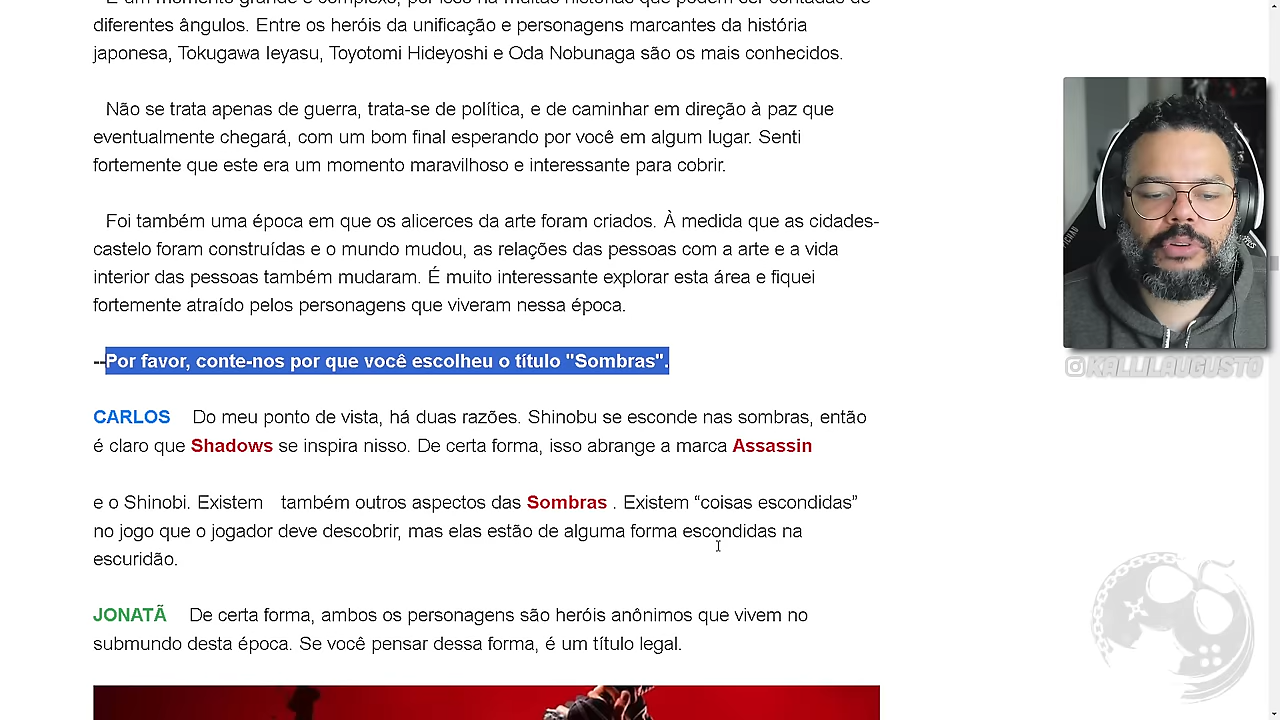 diferentes ângulos. Entre os heróis da unificação e personagens marcantes da história
japonesa, Tokugawa Ieyasu, Toyotomi Hideyoshi e Oda Nobunaga são os mais conhecidos.
Não se trata apenas de guerra, trata-se de política, e de caminhar em direção à paz que
eventualmente chegará, com um bom final esperando por você em algum lugar. Senti
fortemente que este era um momento maravilhoso e interessante para cobrir.
Foi também uma época em que os alicerces da arte foram criados. À medida que as cidades-
castelo foram construídas e o mundo mudou, as relações das pessoas com a arte e a vida
interior das pessoas também mudaram. É muito interessante explorar esta área e fiquei
fortemente atraído pelos personagens que viveram nessa época.
--Por favor, conte-nos por que você escolheu o título "Sombras".
CARLOS Do meu ponto de vista, há duas razões. Shinobu se esconde nas sombras, então
é claro que Shadows se inspira nisso. De certa forma, isso abrange a marca Assassin
e o Shinobi. Existem também outros aspectos das Sombras . Existem “coisas escondidas”
no jogo que o jogador deve descobrir, mas elas estão de alguma forma escondidas na
escuridão.
JONATÃ De certa forma, ambos os personagens são heróis anônimos que vivem no
submundo desta época. Se você pensar dessa forma, é um título legal.
@KALLILAUGUSTO